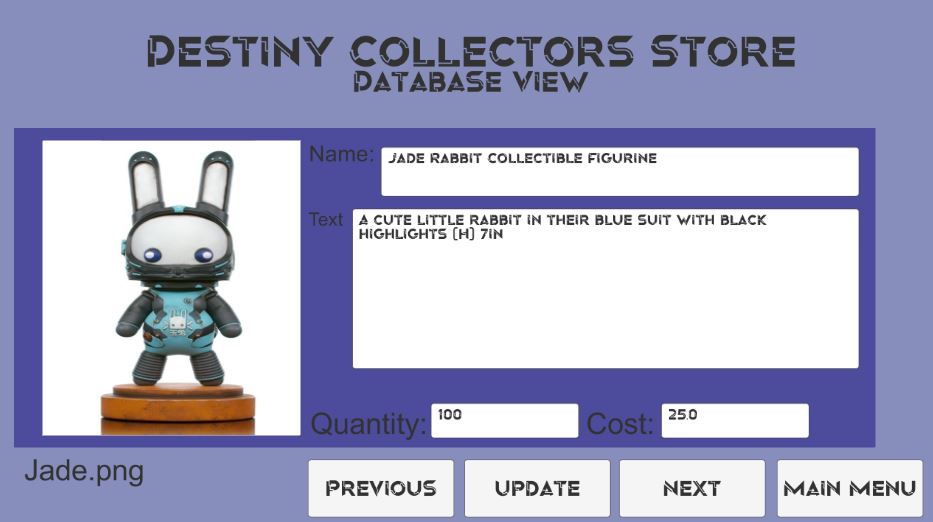 DESTINY COLLECTORS STORE
DATABASE VIEW
Name: JADE RABBIT COLLECTIBLE FIGURINE
Text A CUTE LITTLE RABBIT IN THEIR BLUE SUIT WITH BLACK
HIGHLIGHTS (H) 7IN
Quantity: 100 Cost: 25.0
Jade.png
PREVIOUS UPDATE NEXT MAIN MENU